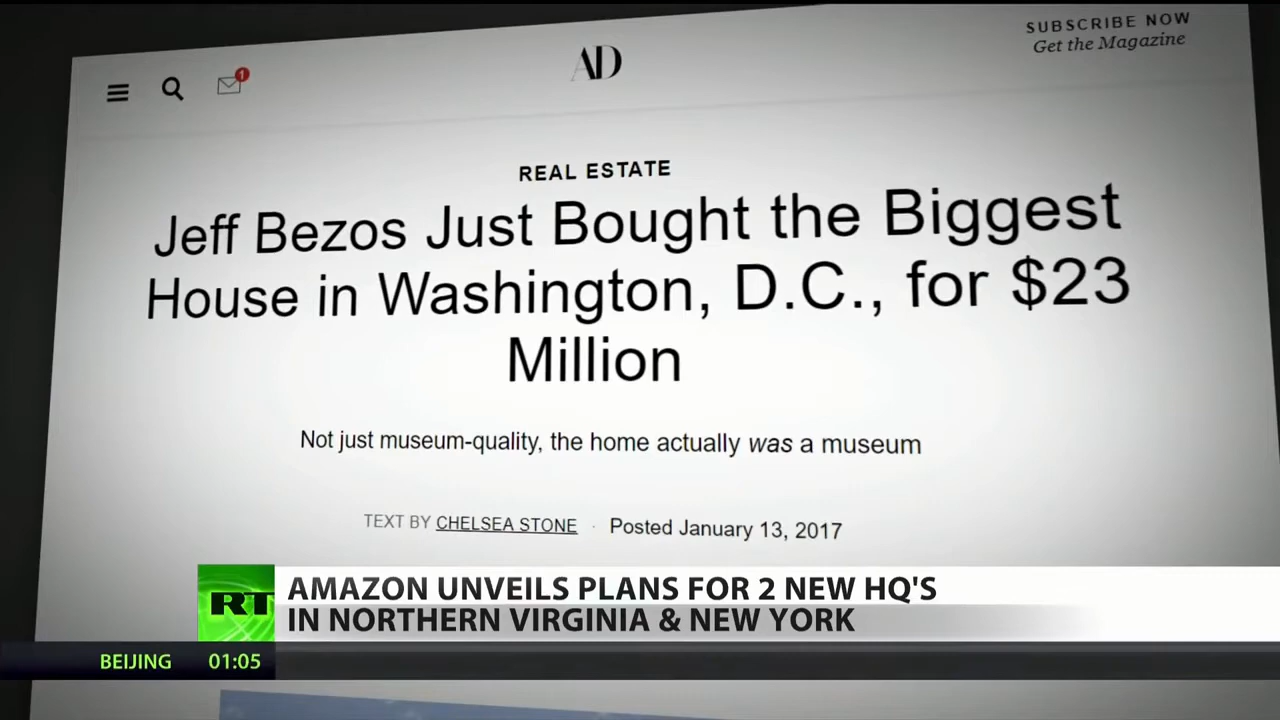 SUBSCRIBE NOW
Get the Magazine
1
AD
REAL ESTATE
Jeff Bezos Just Bought the Biggest
House in Washington, D.C., for $23
Million
Not just museum-quality, the home actually was a museum
TEXT BY CHELSEA STONE · Posted January 13, 2017
RT
AMAZON UNVEILS PLANS FOR 2 NEW HQ'S
IN NORTHERN VIRGINIA & NEW YORK
BEIJING 01:05